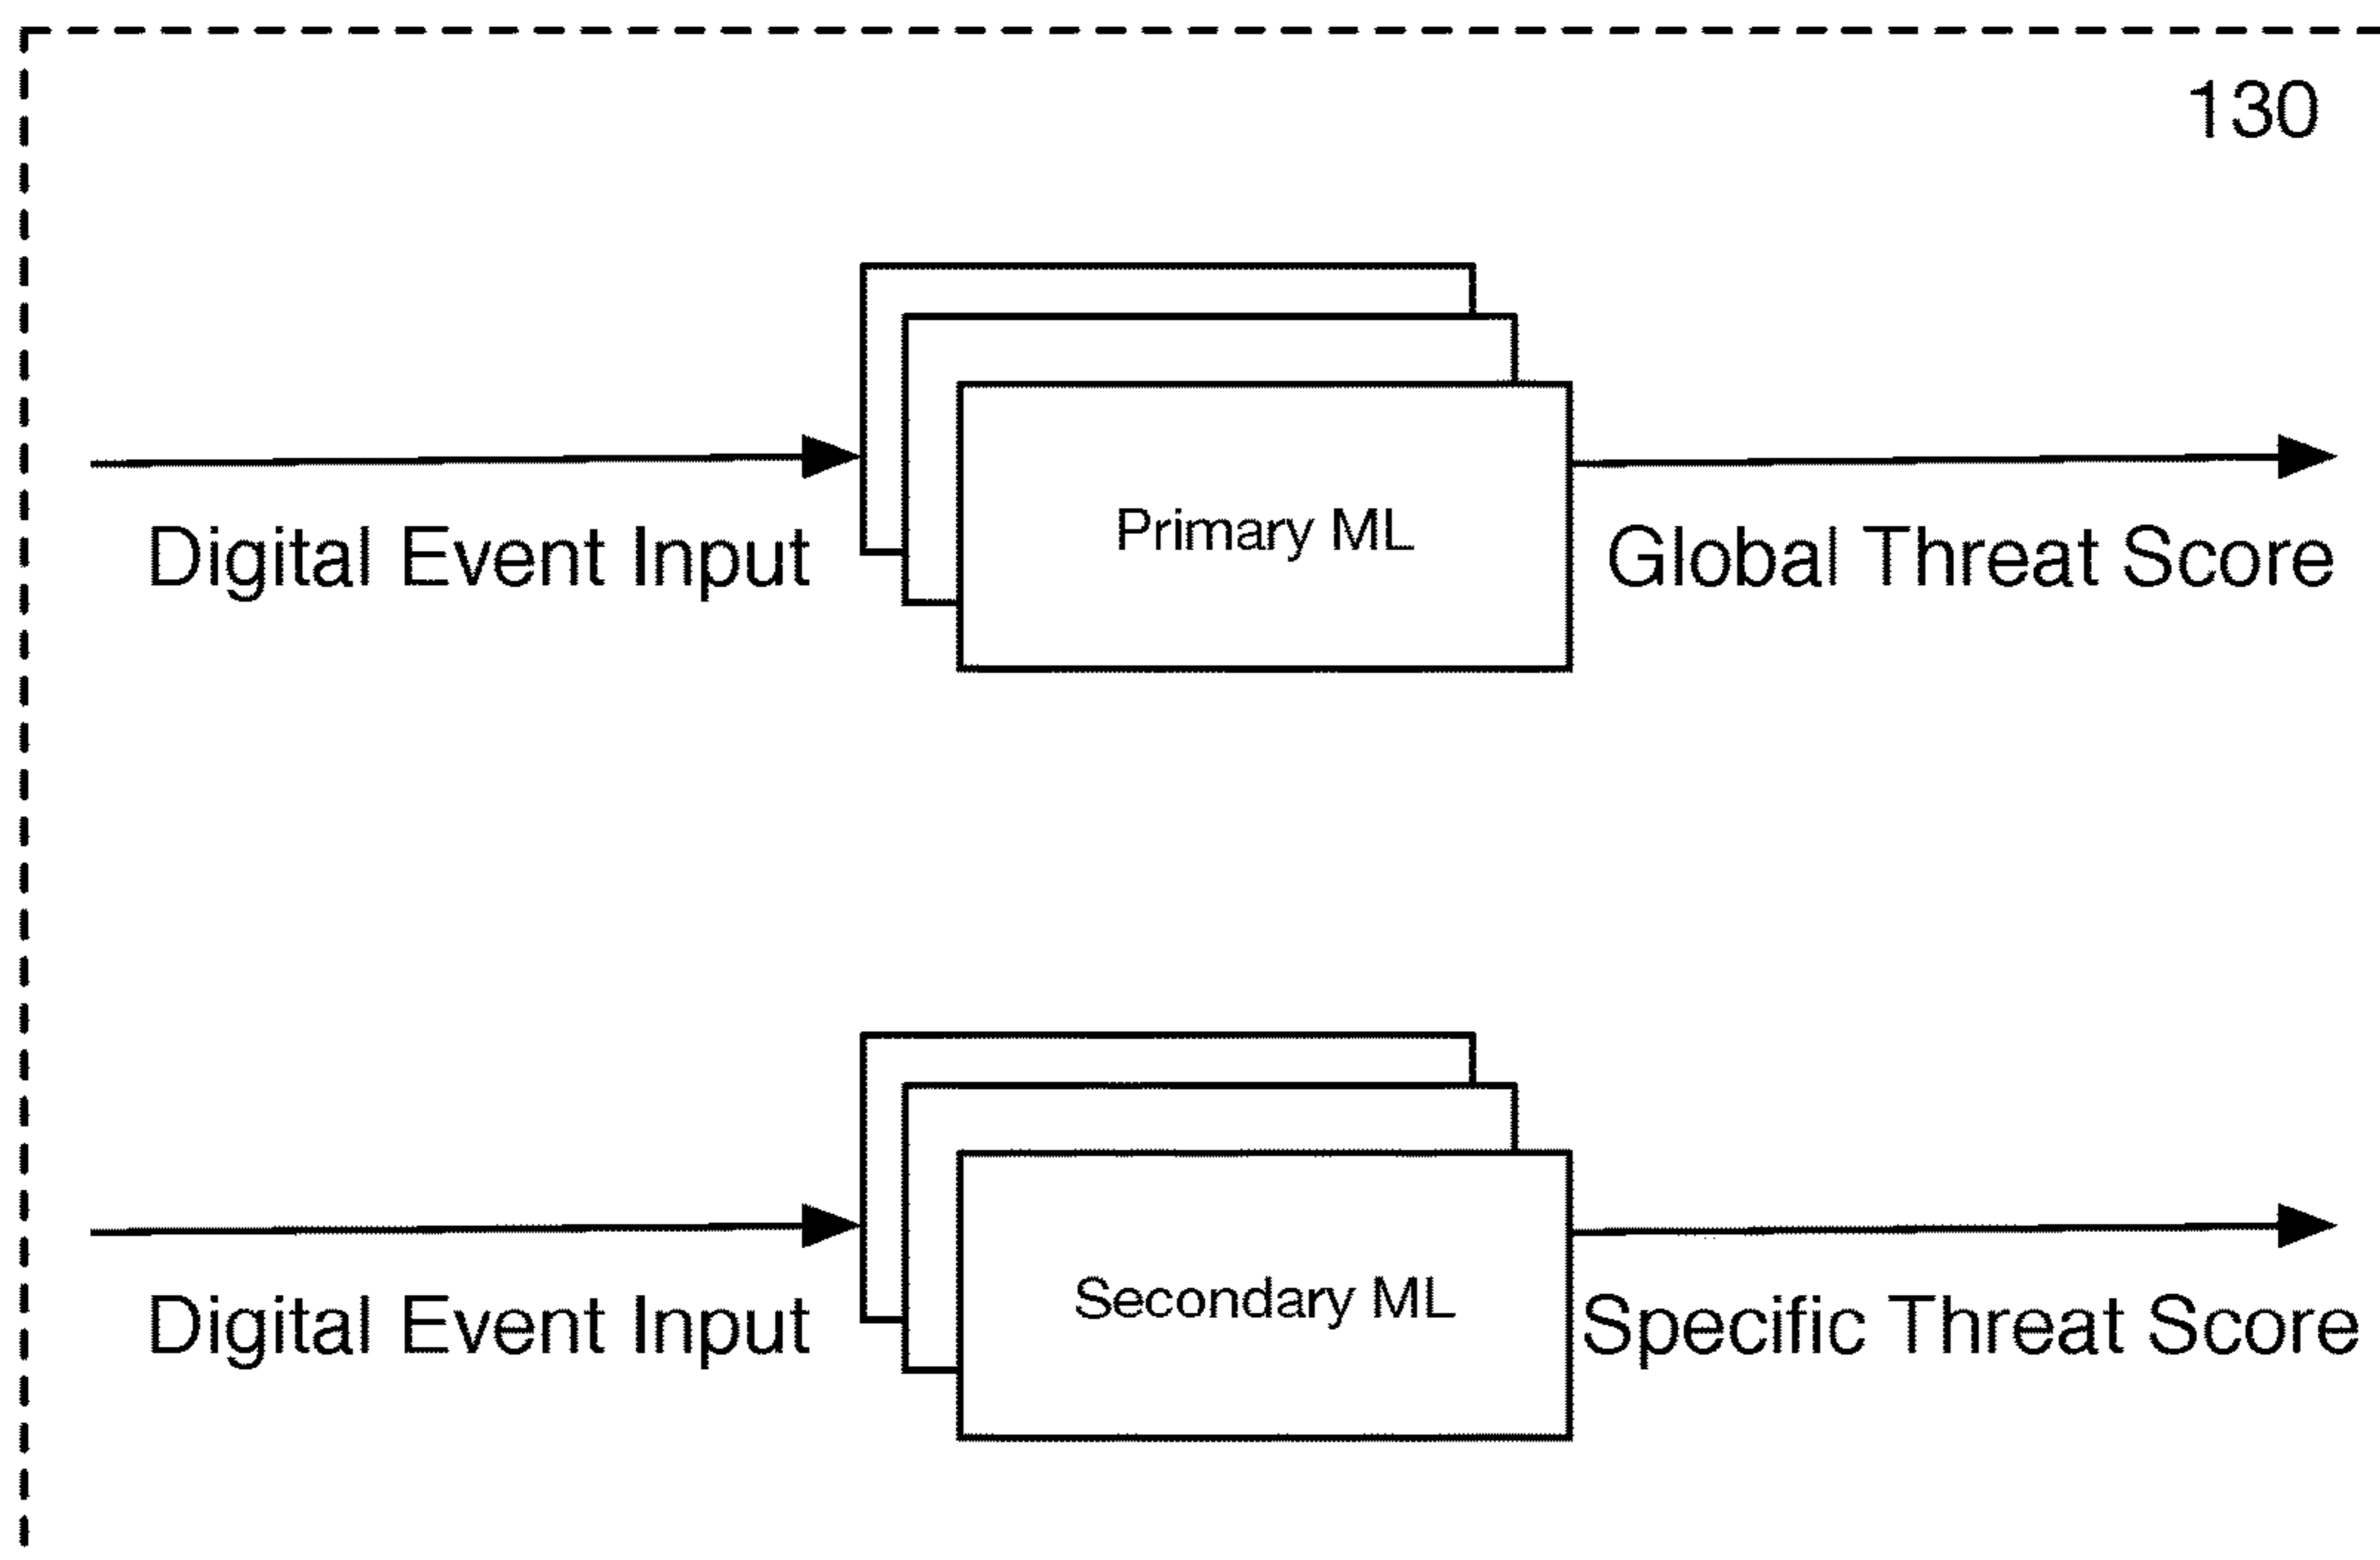 130
Primary ML
Digital Event Input
Global Threat Score
Secondary ML
Digital Event Input
Specific Threat Score